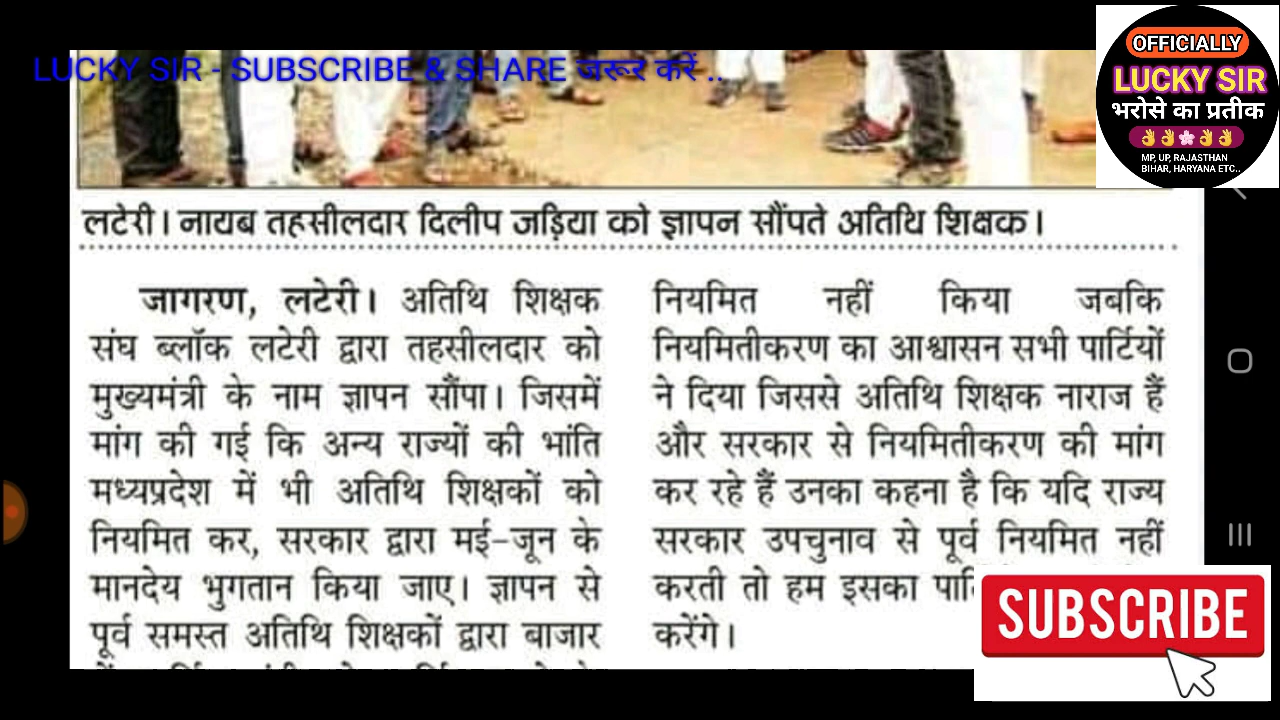 LUCKY SIR - SUBSCRIBE & SHARE जरूर करें ..
OFFICIALLY
LUCKY SIR
भरोसे का प्रतीक
MP, UP, RAJASTHAN
BIHAR, HARYANA ETC..
लटेरी। नायब तहसीलदार दिलीप जड़िया को ज्ञापन सौंपते अतिथि शिक्षक।
जागरण, लटेरी। अतिथि शिक्षक
संघ ब्लॉक लटेरी द्वारा तहसीलदार को
मुख्यमंत्री के नाम ज्ञापन सौंपा। जिसमें
मांग की गई कि अन्य राज्यों की भांति
मध्यप्रदेश में भी अतिथि शिक्षकों को
नियमित कर, सरकार द्वारा मई-जून के
मानदेय भुगतान किया जाए। ज्ञापन से
पूर्व समस्त अतिथि शिक्षकों द्वारा बाजार
नियमित नहीं किया जबकि
नियमितीकरण का आश्वासन सभी पार्टियों
ने दिया जिससे अतिथि शिक्षक नाराज हैं
और सरकार से नियमितीकरण की मांग
कर रहे हैं उनका कहना है कि यदि राज्य
सरकार उपचुनाव से पूर्व नियमित नहीं
करती तो हम इसका
करेंगे।
SUBSCRIBE